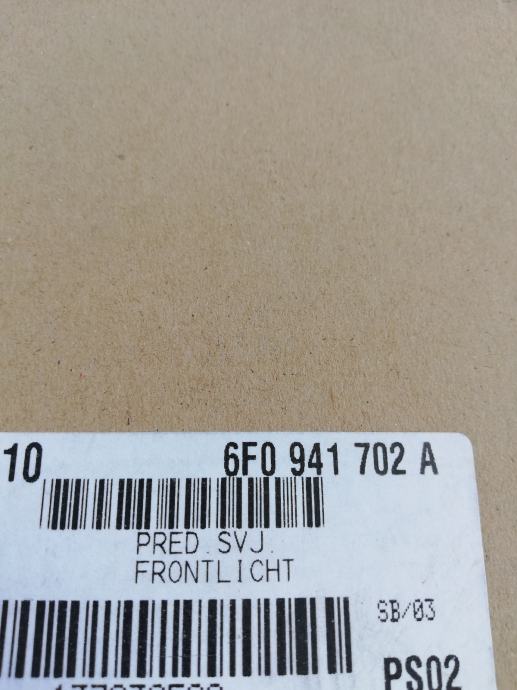 10 6F0 941 702 A
PRED.SVJ.
FRONTLICHT
SB/03
PS02